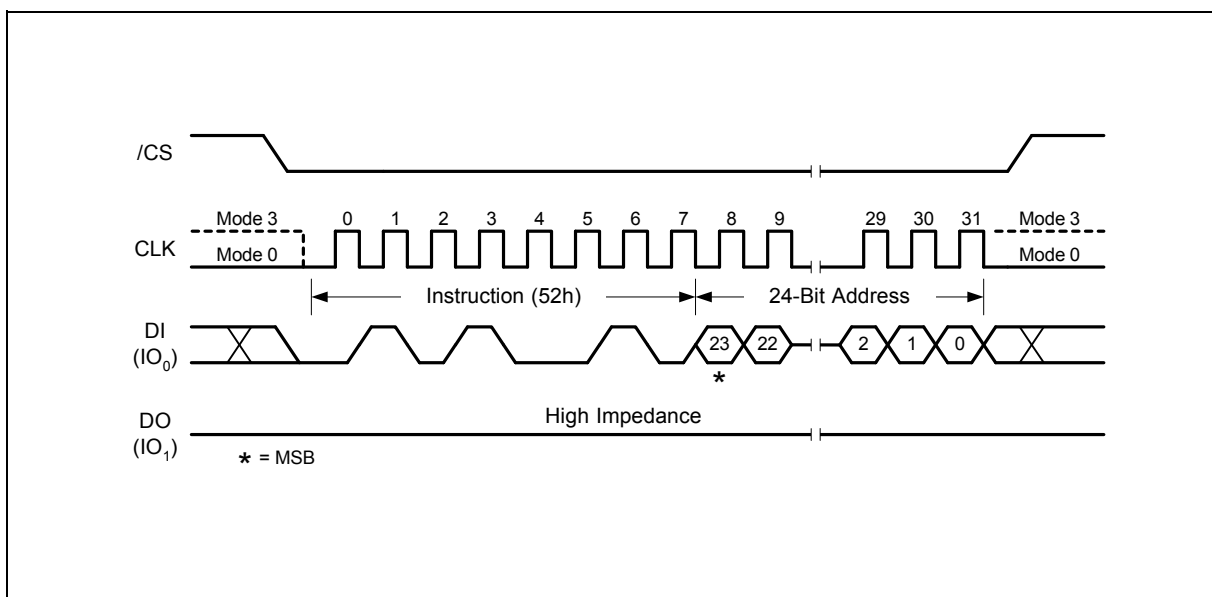 /CS
Mode 3 0 1 2 3 4 5 6 7 8 9 29 30 31 Mode 3
CLK
Mode 0 Mode 0
Instruction (52h) 24-Bit Address
DI
(IO0)
23 22 2 1 0
*
High Impedance
DO
(IO1)
* = MSB